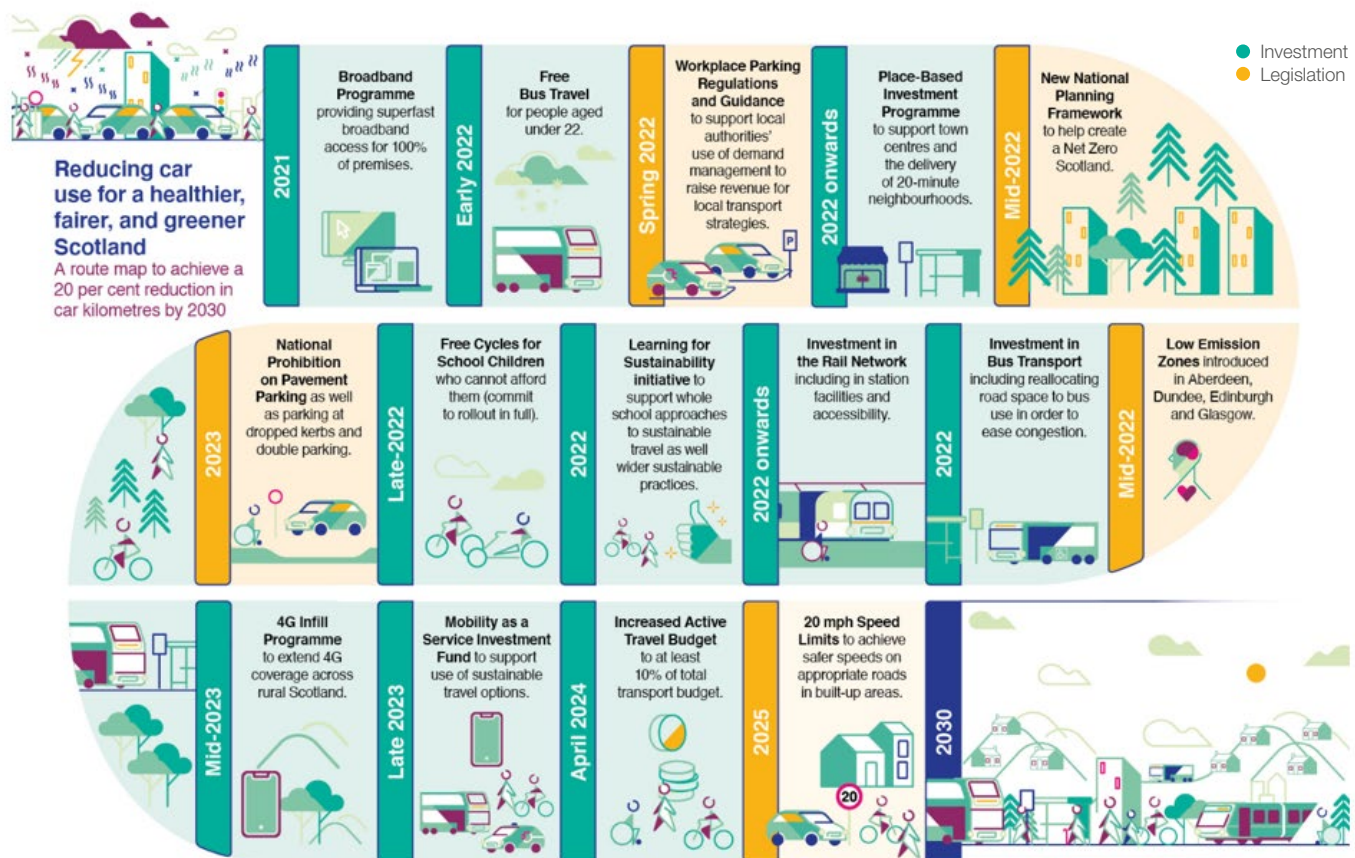 Investment
Legislation
Reducing car
use for a healthier,
fairer, and greener
Scotland
A route map to achieve a
20 per cent reduction in
car kilometres by 2030
2021
Broadband
Programme
providing superfast
broadband
access for 100%
of premises.
Early 2022
Free
Bus Travel
for people aged
under 22.
Spring 2022
Workplace Parking
Regulations
and Guidance
to support local
authorities'
use of demand
management to
raise revenue for
local transport
strategies.
P
2022 onwards
Place-Based
Investment
Programme
to support town
centres and
the delivery
of 20-minute
neighbourhoods.
Mid-2022
New National
Planning
Framework
to help create
a Net Zero
Scotland.
Mid-2022
Low Emission
Zones introduced
in Aberdeen,
Dundee, Edinburgh
and Glasgow.
2022
Investment in
Bus Transport
including reallocating
road space to bus
use in order to
ease congestion.
2022 onwards
Investment in
the Rail Network
including in station
facilities and
accessibility.
2022
Learning for
Sustainability
initiative to
support whole
school approaches
to sustainable
travel as well
wider sustainable
practices.
Late-2022
Free Cycles for
School Children
who cannot afford
them (commit
to rollout in full).
2023
National
Prohibition
on Pavement
Parking as well
as parking at
dropped kerbs and
double parking.
Mid-2023
4G Infill
Programme
to extend 4G
coverage across
rural Scotland.
Late 2023
Mobility as a
Service Investment
Fund to support
use of sustainable
travel options.
April 2024
Increased Active
Travel Budget
to at least
10% of total
transport budget.
2025
20 mph Speed
Limits to achieve
safer speeds on
appropriate roads
in built-up areas.
20
2030